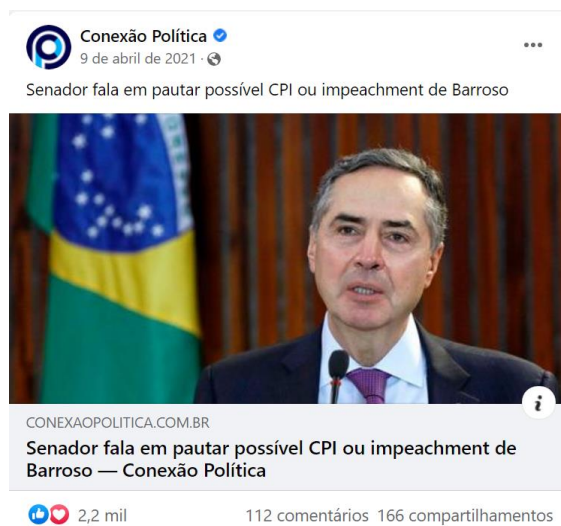 Conexão Política
9 de abril de 2021 ·
Senador fala em pautar possível CPI ou impeachment de Barroso
i
CONEXAOPOLITICA.COM.BR
Senador fala em pautar possível CPI ou impeachment de
Barroso — Conexão Política
2,2 mil 112 comentários 166 compartilhamentos